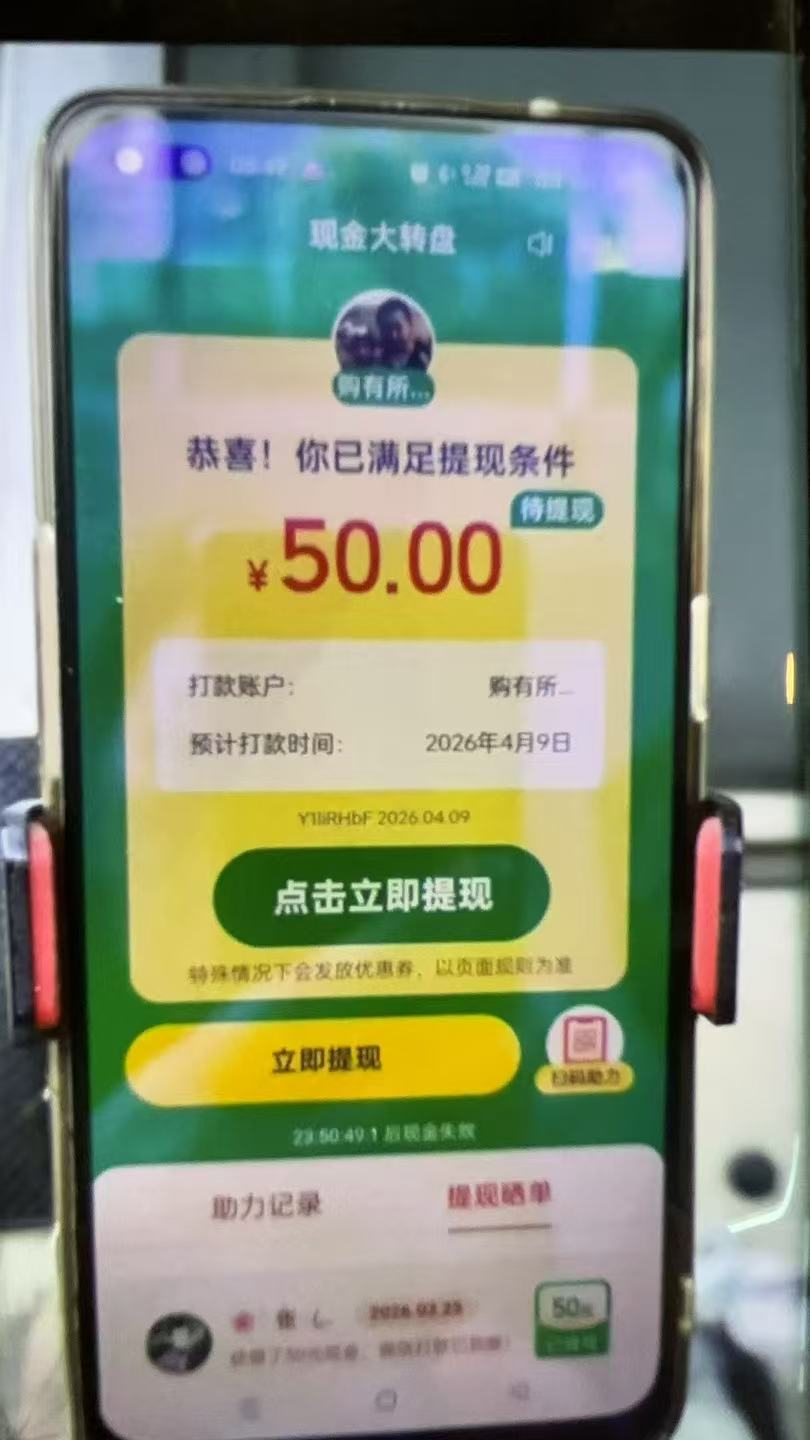 现金大转盘
购有所...
恭喜！你已满足提现条件
待提现
¥50.00
打款账户： 购有所...
预计打款时间： 2026年4月9日
2026.04.09
点击立即提现
特殊情况下会发放优惠券，以页面规则为准
立即提现
扫码助力
23:50:49.1 后现金失效
助力记录 提现晒单
张 2026.03.25
50元